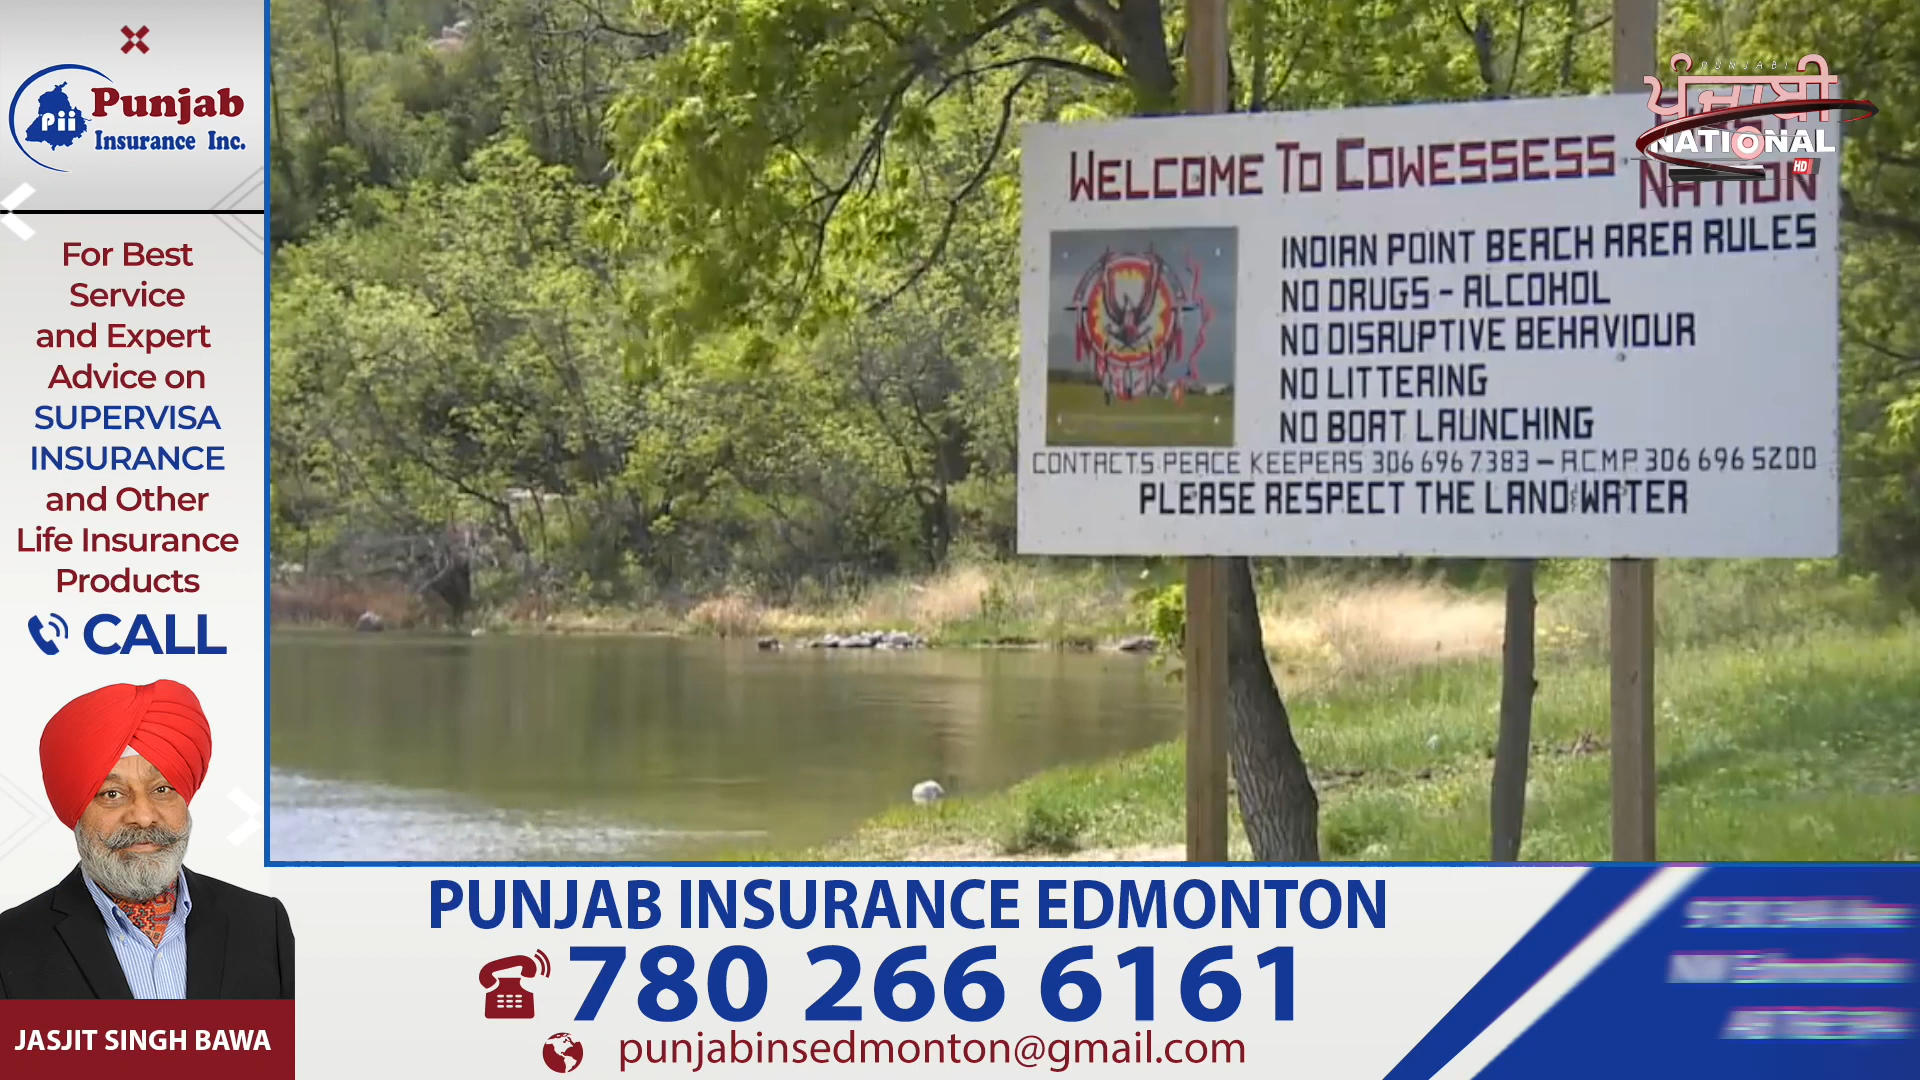 Pii
Punjab
Insurance Inc.
For Best
Service
and Expert
Advice on
SUPERVISA
INSURANCE
and Other
Life Insurance
Products
CALL
JASJIT SINGH BAWA
PUNJABI
ਪੰਜਾਬੀ
NATIONAL
HD
WELCOME TO COWESSESS
NATION
INDIAN POINT BEACH AREA RULES
NO DRUGS - ALCOHOL
NO DISRUPTIVE BEHAVIOUR
NO LITTERING
NO BOAT LAUNCHING
CONTACTS PEACE KEEPERS 306 696 7383 – R.C.M.P. 306 696 5200
PLEASE RESPECT THE LAND & WATER
PUNJAB INSURANCE EDMONTON
780 266 6161
punjabinsedmonton@gmail.com